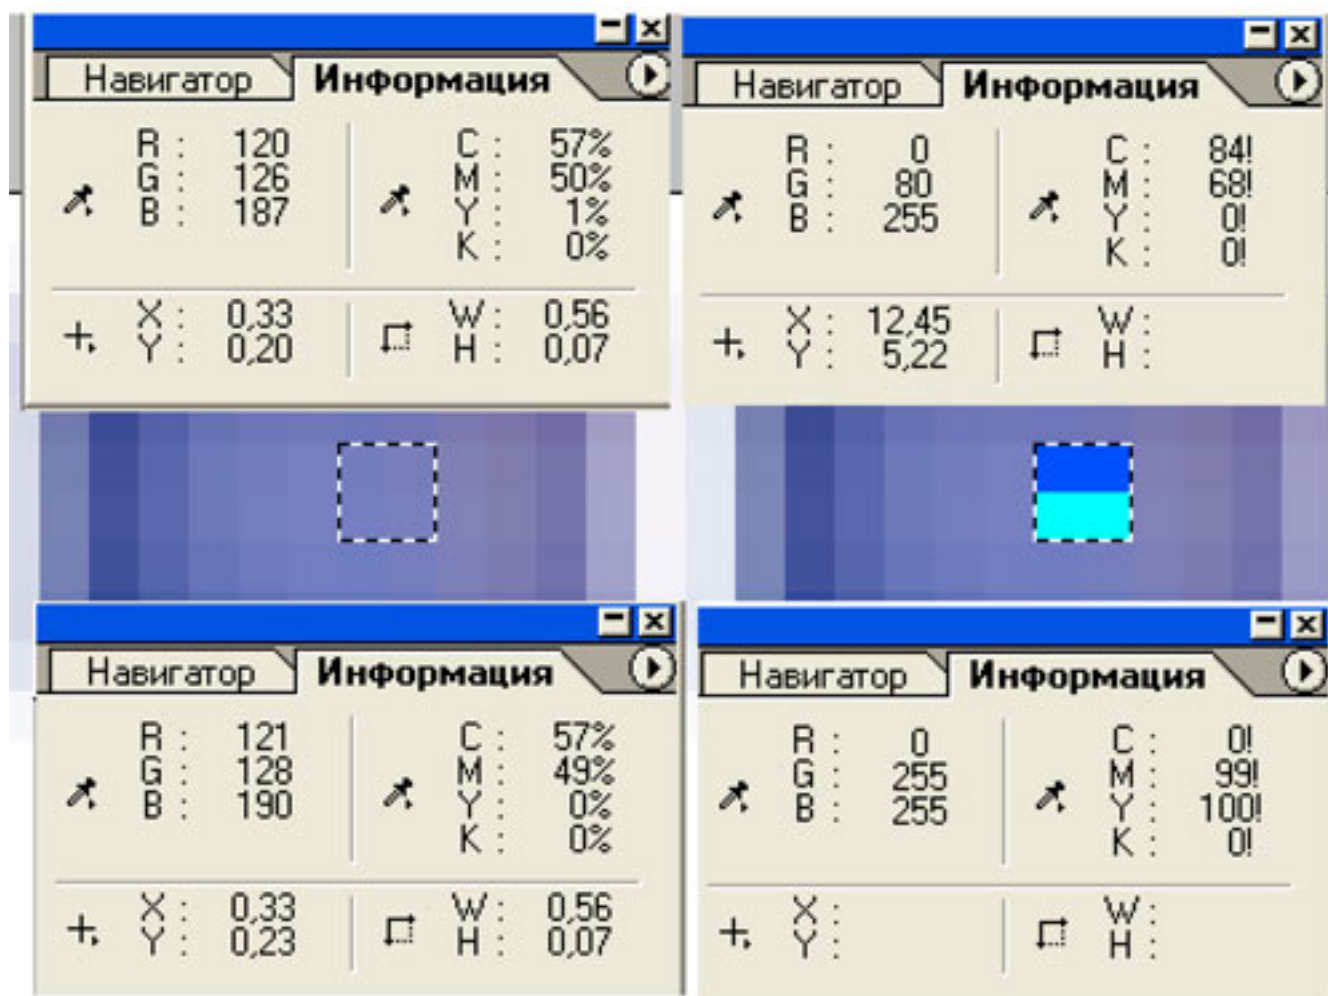 Навигатор Информация
R : 120 C : 57%
G : 126 M : 50%
B : 187 Y : 1%
K : 0%
X : 0,33 W : 0,56
Y : 0,20 H : 0,07
Навигатор Информация
R : 0 C : 84!
G : 80 M : 68!
B : 255 Y : 0!
K : 0!
X : 12,45 W :
Y : 5,22 H :
Навигатор Информация
R : 121 C : 57%
G : 128 M : 49%
B : 190 Y : 0%
K : 0%
X : 0,33 W : 0,56
Y : 0,23 H : 0,07
Навигатор Информация
R : 0 C : 0!
G : 255 M : 99!
B : 255 Y : 100!
K : 0!
X : W :
Y : H :